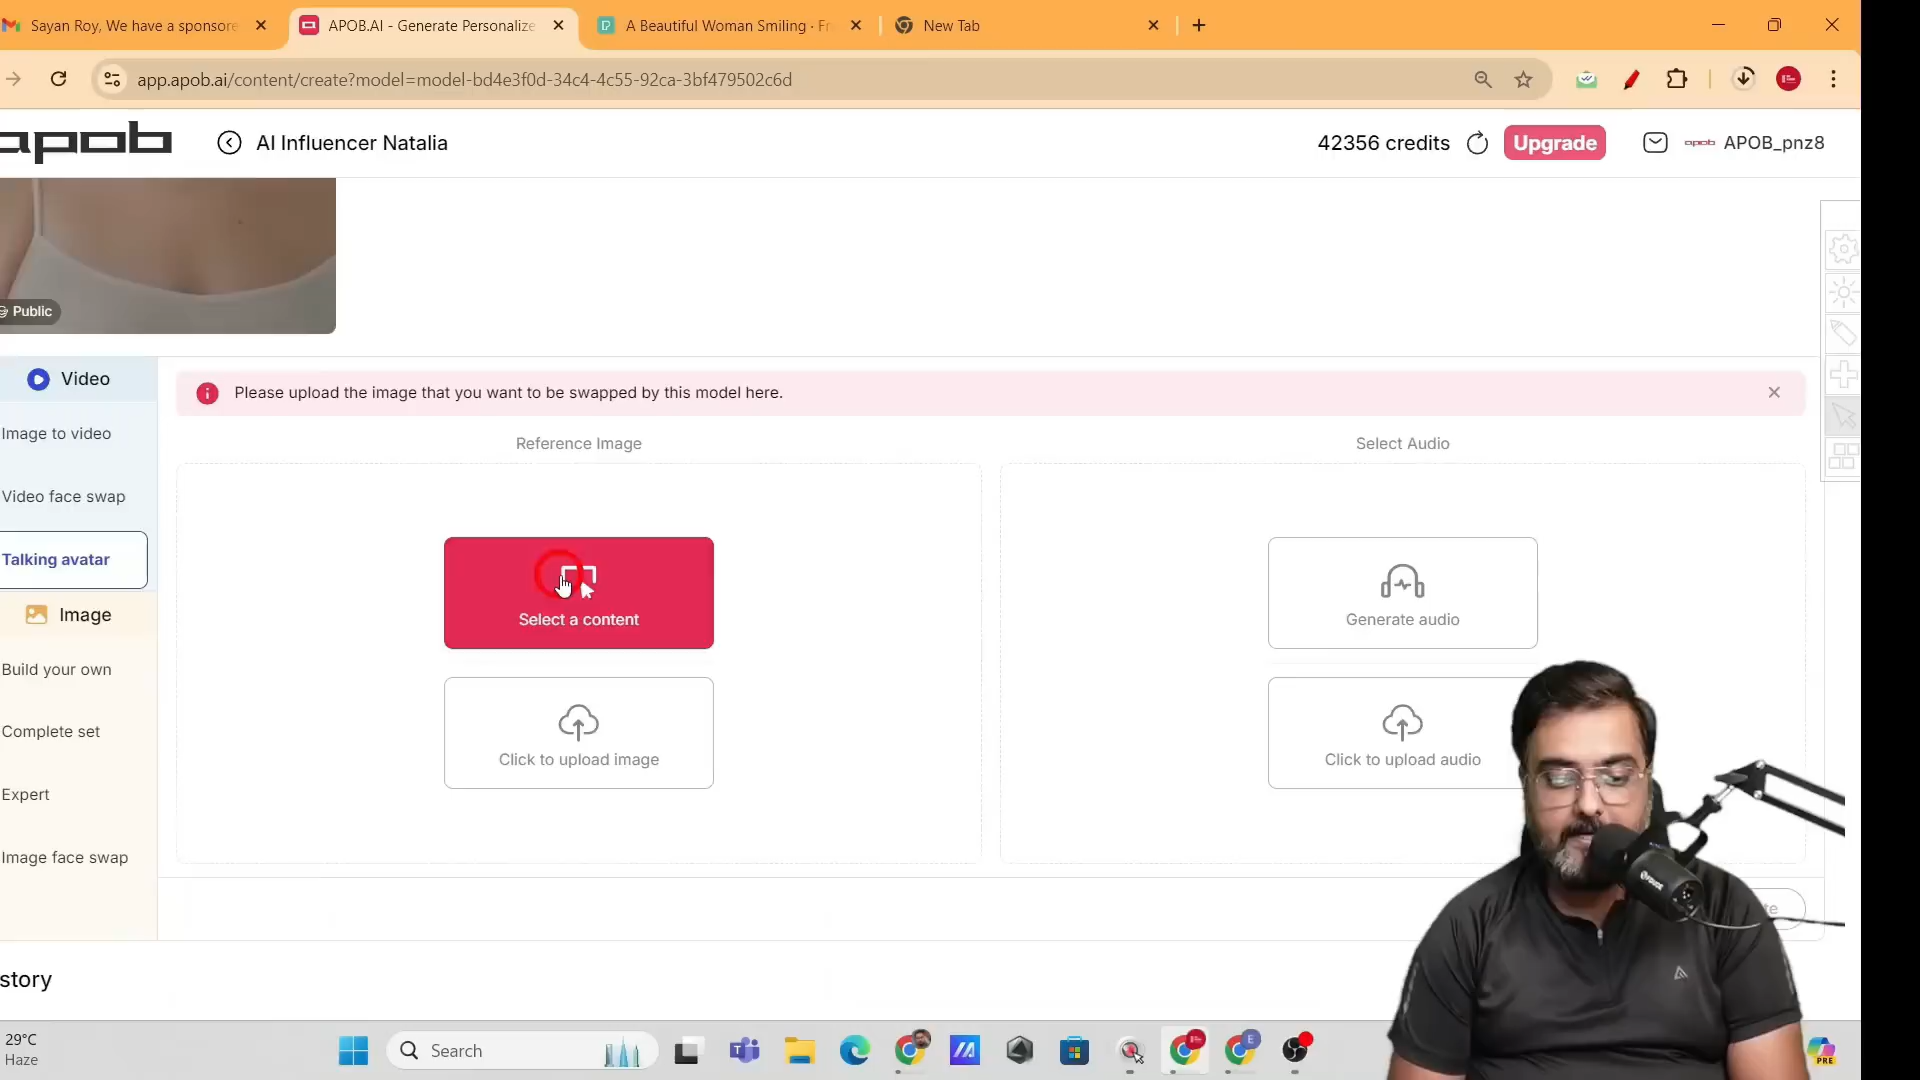 Sayan Roy, We have a sponsore
APOB.AI - Generate Personalize
A Beautiful Woman Smiling · Fr
New Tab
app.apob.ai/content/create?model=model-bd4e3f0d-34c4-4c55-92ca-3bf479502c6d
apob
AI Influencer Natalia
42356 credits
Upgrade
apob
APOB_pnz8
Public
Video
Please upload the image that you want to be swapped by this model here.
Image to video
Reference Image
Select Audio
Video face swap
Talking avatar
Select a content
Generate audio
Image
Build your own
Complete set
Click to upload image
Click to upload audio
Expert
Image face swap
te
story
29°C
Haze
Search
E
PRE